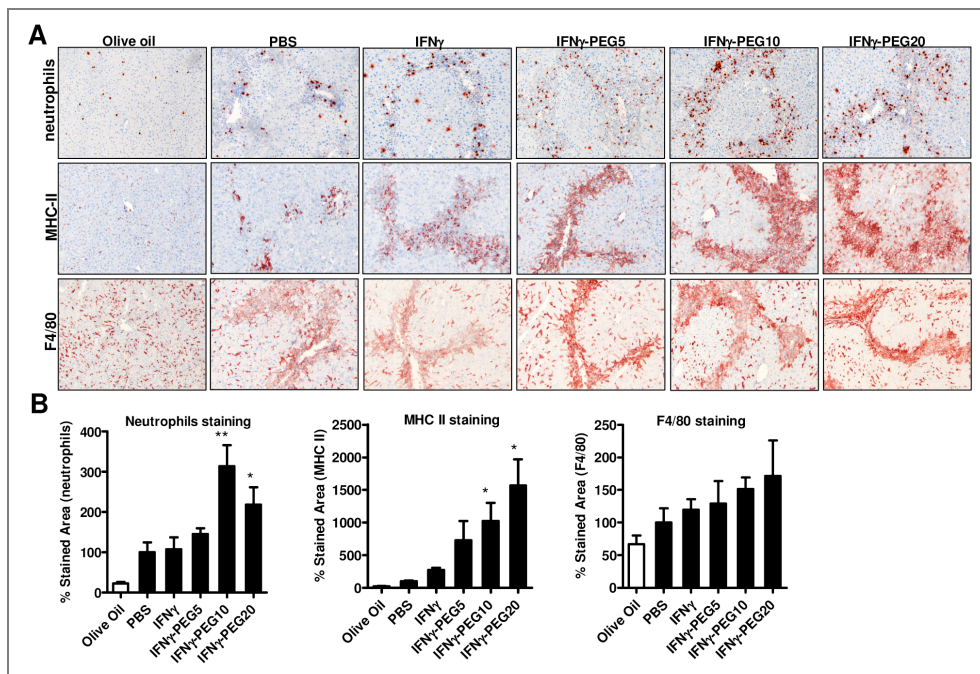 A
Olive oil PBS IFNγ IFNγ-PEG5 IFNγ-PEG10 IFNγ-PEG20
neutrophils
MHC-II
F4/80
B
Neutrophils staining
% Stained Area (neutrophils)
400
300
200
100
0
**
*
Olive Oil
PBS
IFNγ
IFNγ-PEG5
IFNγ-PEG10
IFNγ-PEG20
MHC II staining
% Stained Area (MHC II)
2500
2000
1500
1000
500
0
*
*
Olive Oil
PBS
IFNγ
IFNγ-PEG5
IFNγ-PEG10
IFNγ-PEG20
F4/80 staining
% Stained Area (F4/80)
250
200
150
100
50
0
Olive Oil
PBS
IFNγ
IFNγ-PEG5
IFNγ-PEG10
IFNγ-PEG20